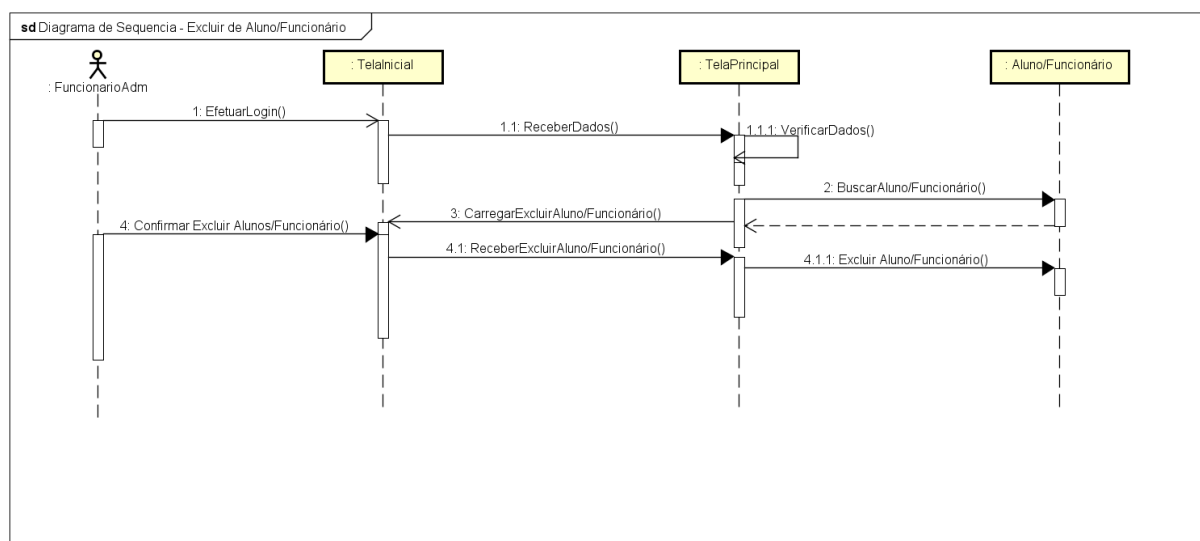 sd Diagrama de Sequencia - Excluir de Aluno/Funcionário
: FuncionarioAdm
: TelaInicial
: TelaPrincipal
: Aluno/Funcionário
1: EfetuarLogin()
1.1: ReceberDados()
1.1.1: VerificarDados()
2: BuscarAluno/Funcionário()
3: CarregarExcluirAluno/Funcionário()
4: Confirmar Excluir Alunos/Funcionário()
4.1: ReceberExcluirAluno/Funcionário()
4.1.1: Excluir Aluno/Funcionário()